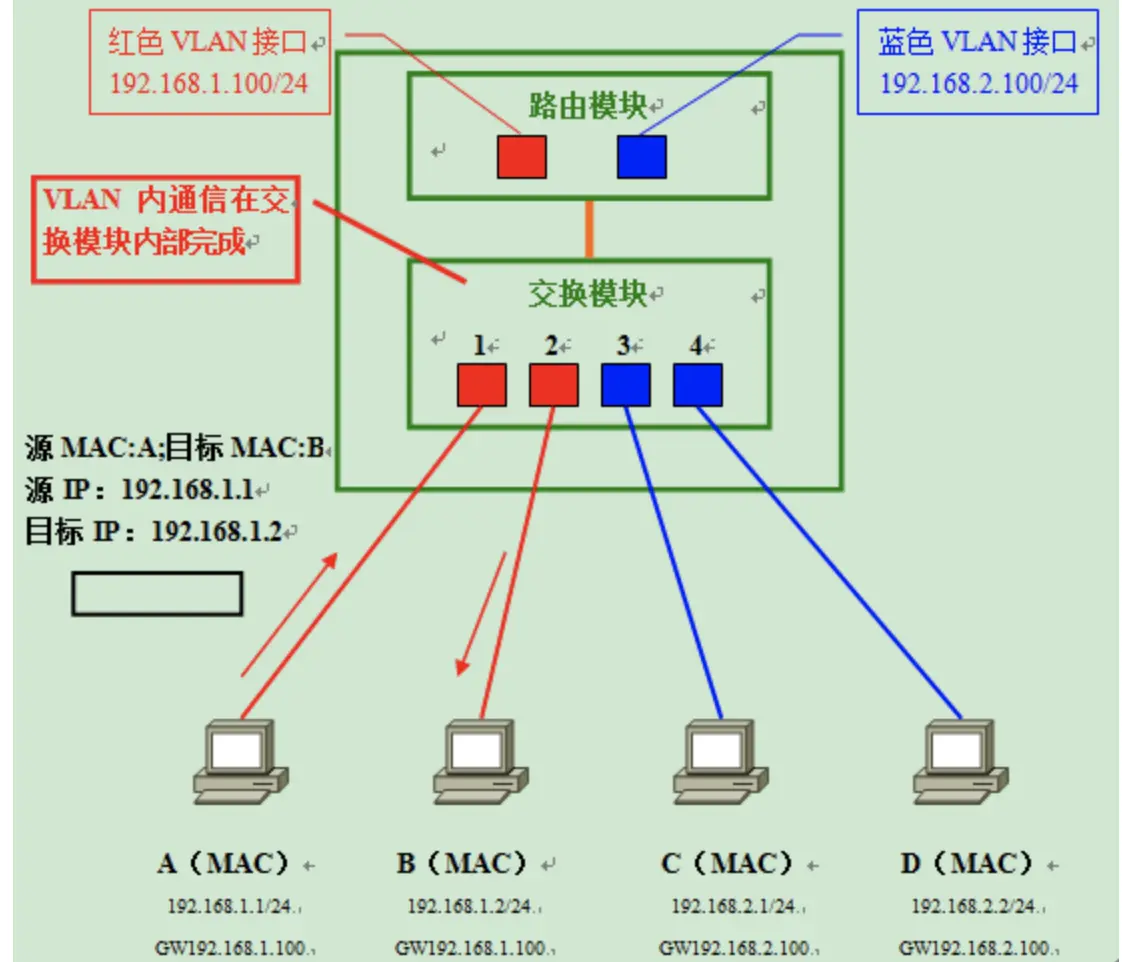 红色 VLAN 接口
192.168.1.100/24
蓝色 VLAN 接口
192.168.2.100/24
路由模块
VLAN 内通信在交
换模块内部完成
交换模块
1 2 3 4
源 MAC:A;目标 MAC:B
源 IP：192.168.1.1
目标 IP：192.168.1.2
A（MAC） B（MAC） C（MAC） D（MAC）
192.168.1.1/24. 192.168.1.2/24. 192.168.2.1/24. 192.168.2.2/24.
GW192.168.1.100. GW192.168.1.100. GW192.168.2.100. GW192.168.2.100.